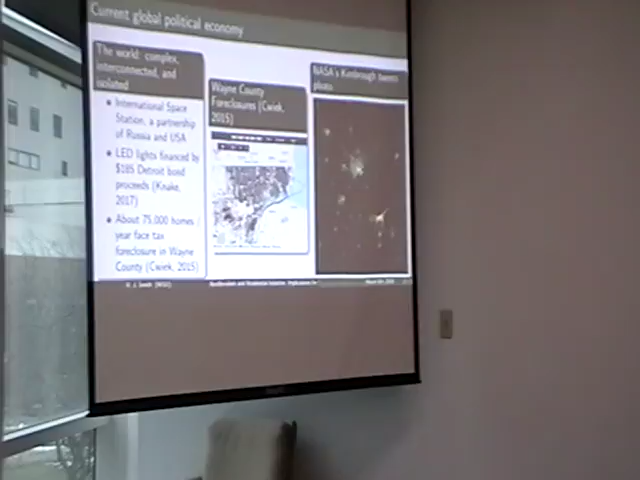 Current global political economy
The world: complex,
interconnected, and
isolated
International Space
Station, a partnership
of Russia and USA
LED lights financed by
$185 Detroit bond
proceeds (Knake,
2017)
About 75,000 homes /
year face tax
foreclosure in Wayne
County (Cwiek, 2015)
Wayne County
Foreclosures (Cwiek,
2015)
NASA's Kimbrough tweets
photo